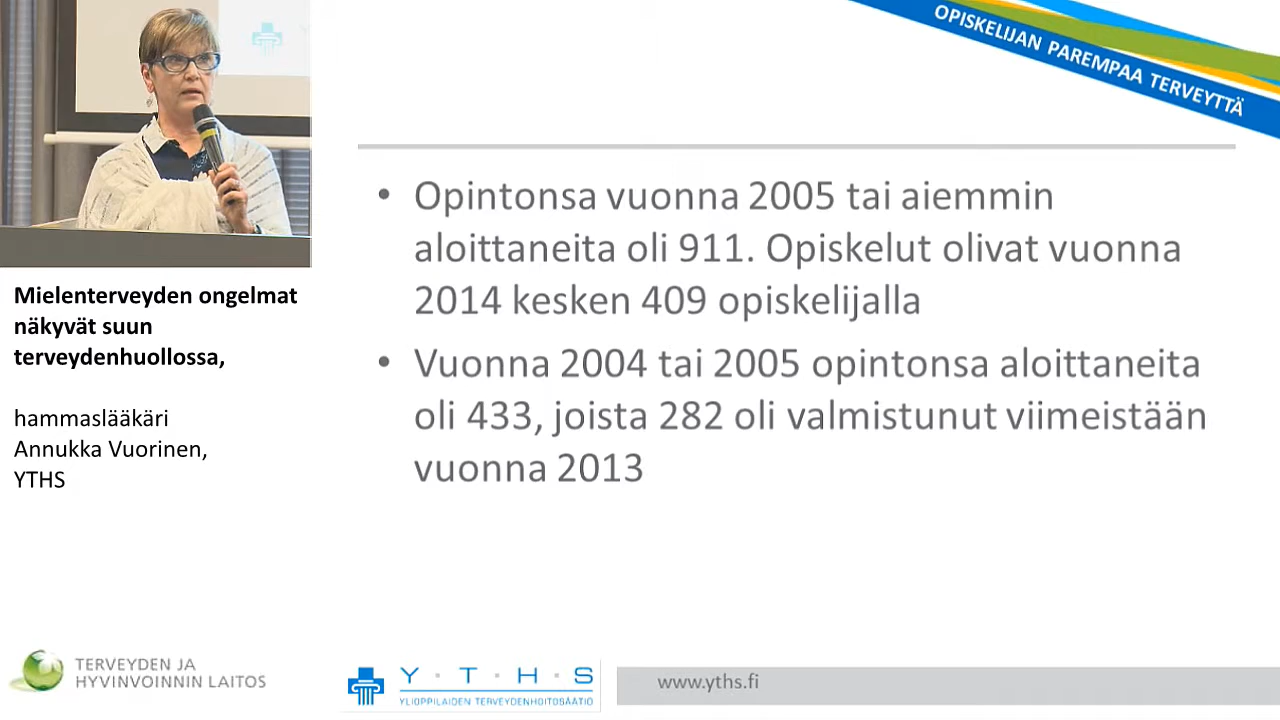 OPISKELIJAN PAREMPAA TERVEYTTÄ
• Opintonsa vuonna 2005 tai aiemmin
aloittaneita oli 911. Opiskelut olivat vuonna
2014 kesken 409 opiskelijalla
• Vuonna 2004 tai 2005 opintonsa aloittaneita
oli 433, joista 282 oli valmistunut viimeistään
vuonna 2013
Mielenterveyden ongelmat
näkyvät suun
terveydenhuollossa,
hammaslääkäri
Annukka Vuorinen,
YTHS
TERVEYDEN JA
HYVINVOINNIN LAITOS
Y · T · H · S
YLIOPPILAIDEN TERVEYDENHOITOSÄÄTIÖ
www.yths.fi